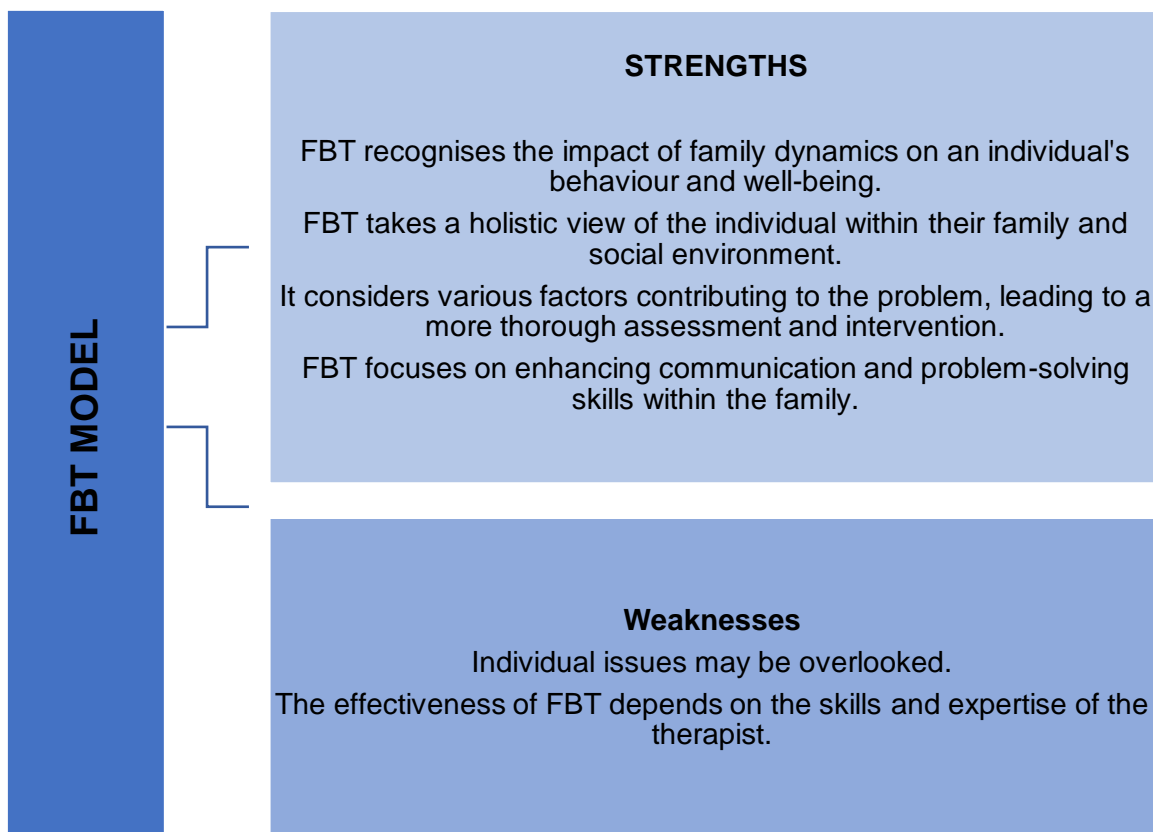 FBT MODEL
STRENGTHS
FBT recognises the impact of family dynamics on an individual's
behaviour and well-being.
FBT takes a holistic view of the individual within their family and
social environment.
It considers various factors contributing to the problem, leading to a
more thorough assessment and intervention.
FBT focuses on enhancing communication and problem-solving
skills within the family.
Weaknesses
Individual issues may be overlooked.
The effectiveness of FBT depends on the skills and expertise of the
therapist.